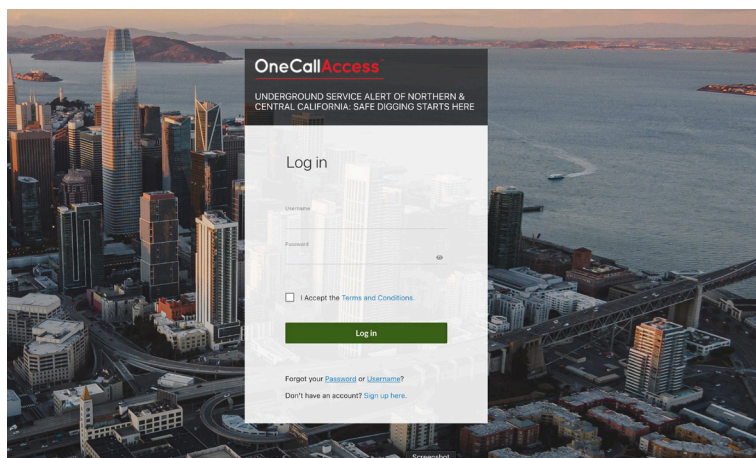 OneCallAccess
UNDERGROUND SERVICE ALERT OF NORTHERN &
CENTRAL CALIFORNIA: SAFE DIGGING STARTS HERE
Log in
Username
Password
I Accept the Terms and Conditions.
Log in
Forgot your Password or Username?
Don't have an account? Sign up here.
Screenshot